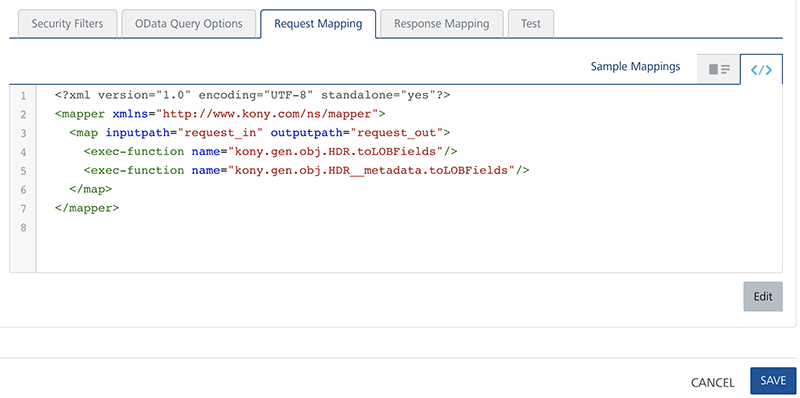 Security Filters
OData Query Options
Request Mapping
Response Mapping
Test
Sample Mappings
</>
1 <?xml version="1.0" encoding="UTF-8" standalone="yes"?>
2 <mapper xmlns="http://www.kony.com/ns/mapper">
3 <map inputpath="request_in" outputpath="request_out">
4 <exec-function name="kony.gen.obj.HDR.toLOBFields"/>
5 <exec-function name="kony.gen.obj.HDR__metadata.toLOBFields"/>
6 </map>
7 </mapper>
8
Edit
CANCEL
SAVE